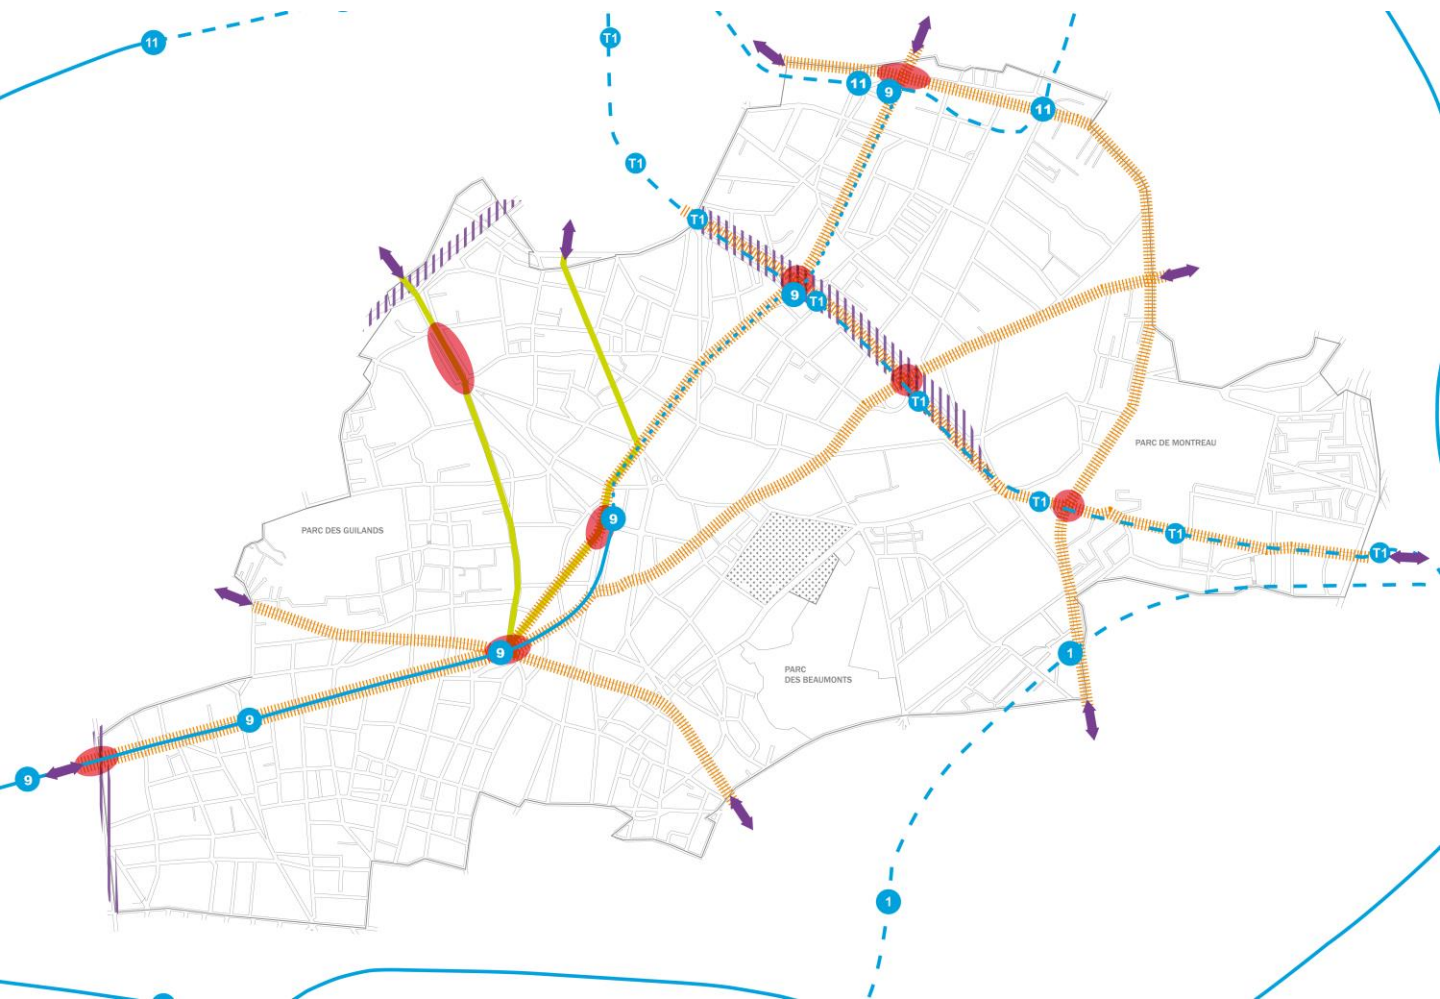 T1
11
11
9
11
T1
T1
9
T1
T1
PARC DE MONTREAU
T1
9
PARC DES GUILANDS
T1
T1
9
1
PARC
DES BEAUMONTS
9
9
1